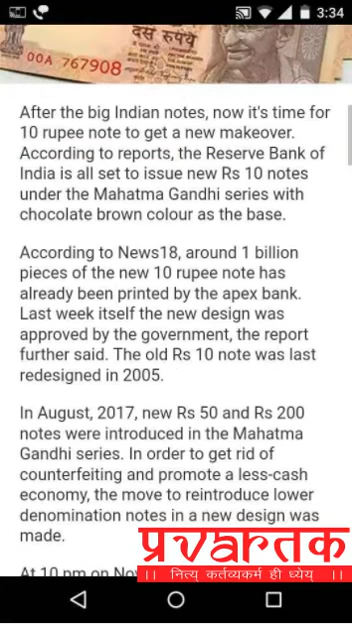 3:34
दस रुपये
00A 767908
After the big Indian notes, now it's time for
10 rupee note to get a new makeover.
According to reports, the Reserve Bank of
India is all set to issue new Rs 10 notes
under the Mahatma Gandhi series with
chocolate brown colour as the base.
According to News18, around 1 billion
pieces of the new 10 rupee note has
already been printed by the apex bank.
Last week itself the new design was
approved by the government, the report
further said. The old Rs 10 note was last
redesigned in 2005.
In August, 2017, new Rs 50 and Rs 200
notes were introduced in the Mahatma
Gandhi series. In order to get rid of
counterfeiting and promote a less-cash
economy, the move to reintroduce lower
denomination notes in a new design was
made.
At 10 pm on Nov
प्रvaर्तक
।। नित्य् कर्तव्यकर्म ही ध्येय् ।।